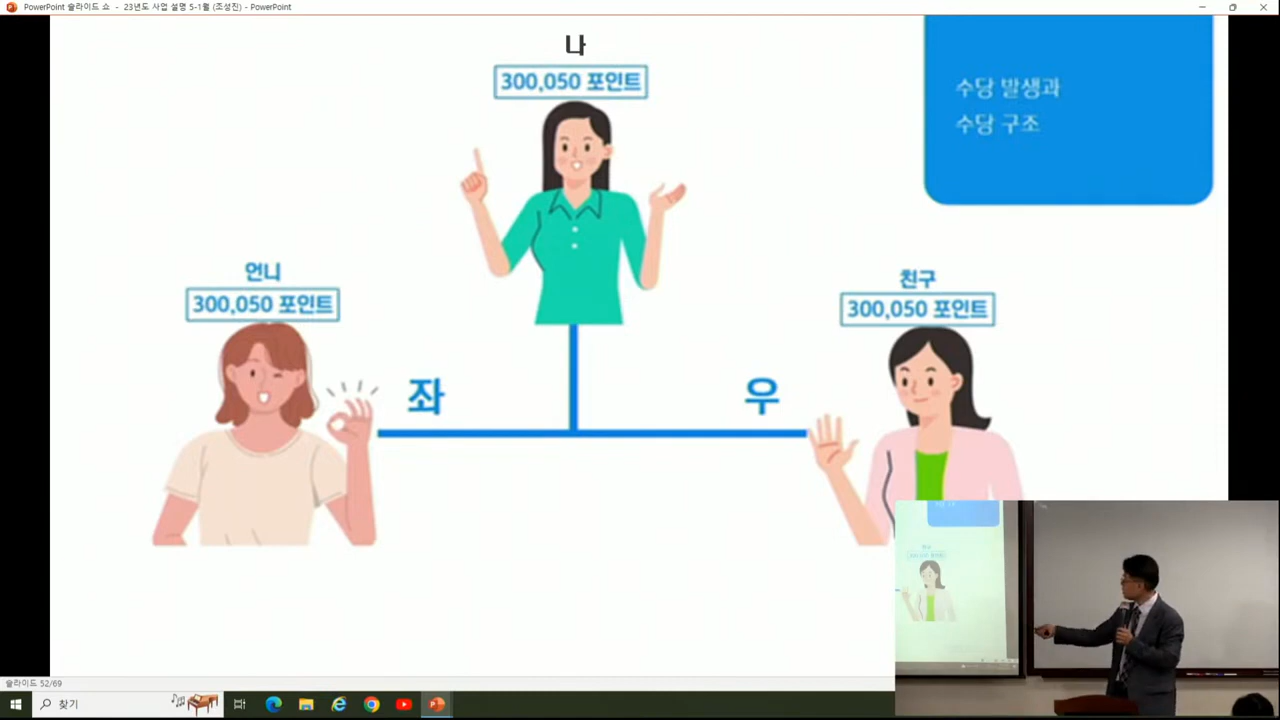 PowerPoint 슬라이드 쇼 - 23년도 사업 설명 5-1월 (조성진) - PowerPoint
나
300,050 포인트
수당 발생과
수당 구조
언니
300,050 포인트
친구
300,050 포인트
좌
우
슬라이드 52/69
찾기